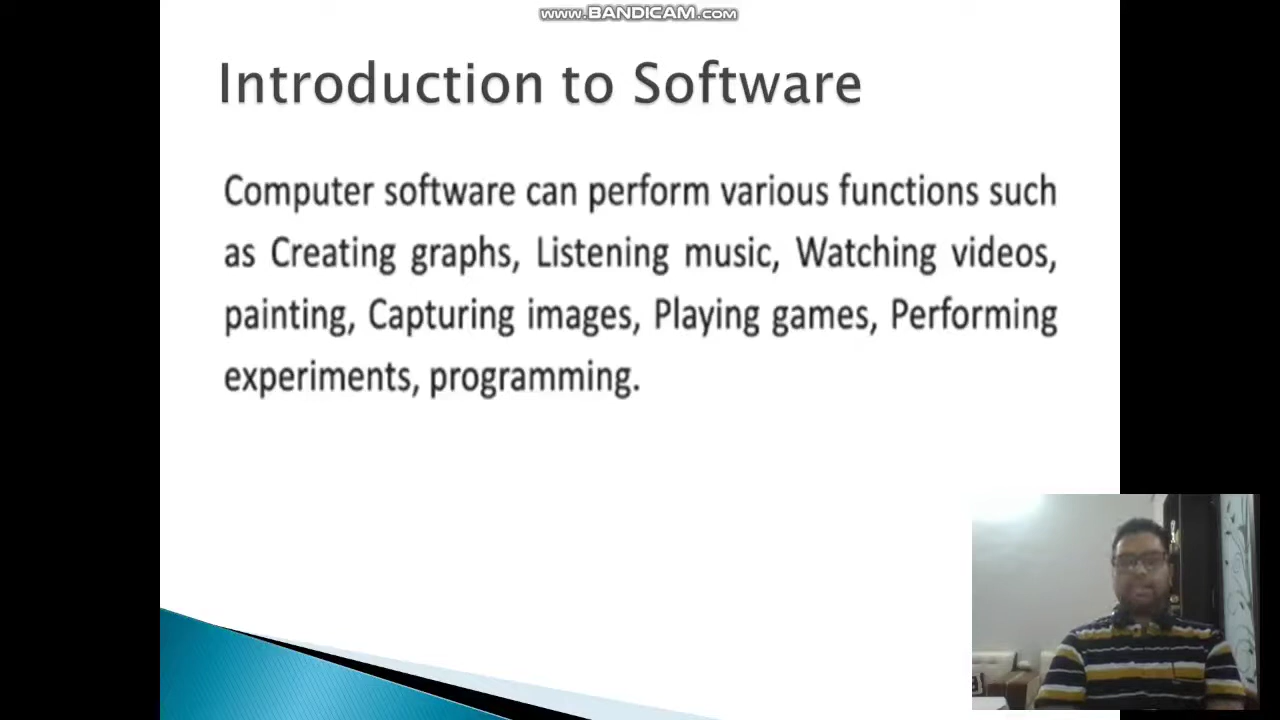 www.BANDICAM.com
Introduction to Software
Computer software can perform various functions such
as Creating graphs, Listening music, Watching videos,
painting, Capturing images, Playing games, Performing
experiments, programming.